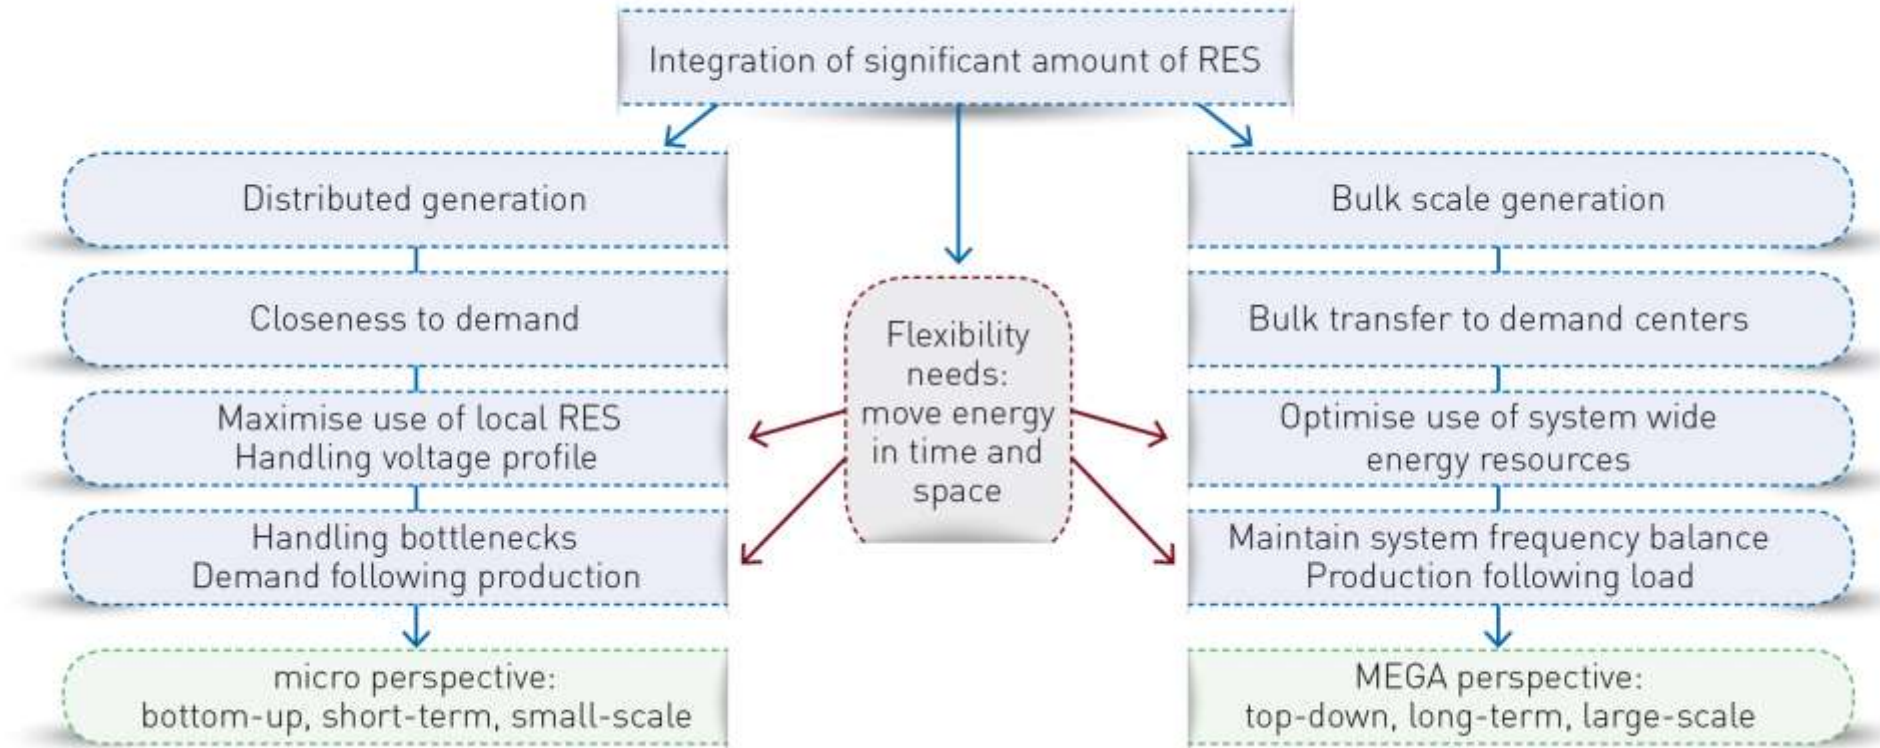 Integration of significant amount of RES
Distributed generation
Closeness to demand
Maximise use of local RES
Handling voltage profile
Handling bottlenecks
Demand following production
micro perspective:
bottom-up, short-term, small-scale
Flexibility
needs:
move energy
in time and
space
Bulk scale generation
Bulk transfer to demand centers
Optimise use of system wide
energy resources
Maintain system frequency balance
Production following load
MEGA perspective:
top-down, long-term, large-scale